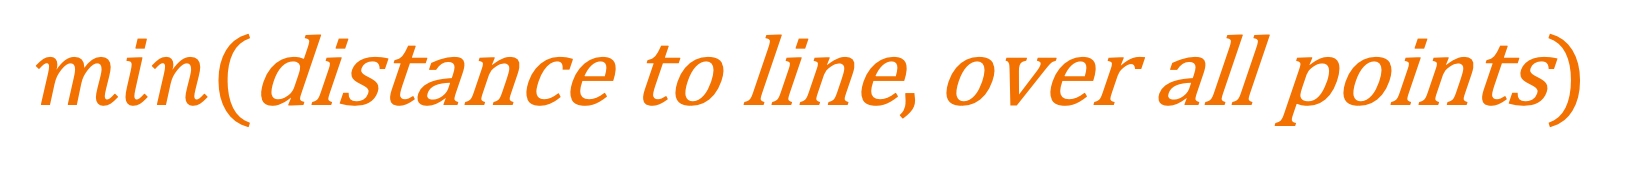 min(distance to line, over all points)